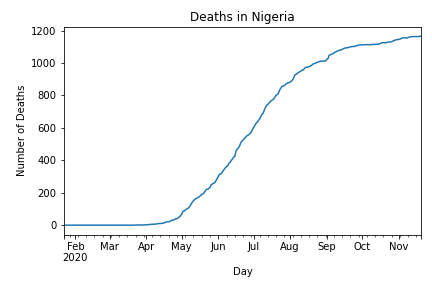 Deaths in Nigeria
1200
1000
800
600
400
200
0
Number of Deaths
Feb Mar Apr May Jun Jul Aug Sep Oct Nov
2020
Day